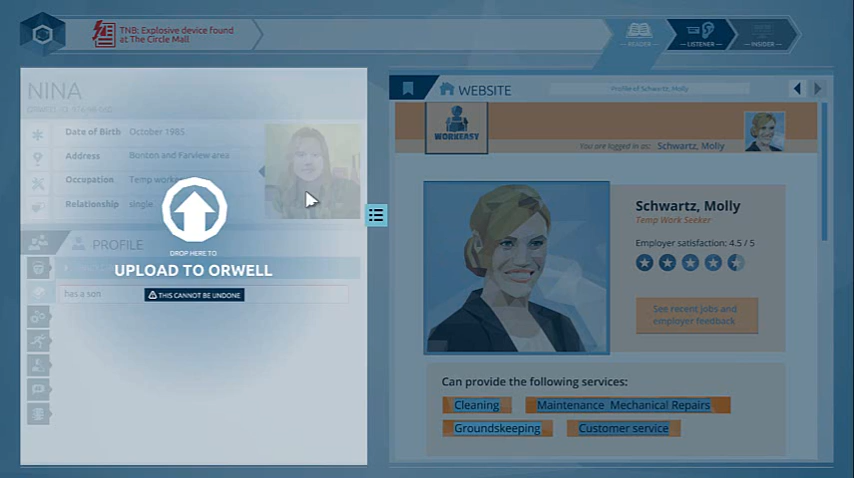 TNB: Explosive device found
at The Circle Mall
— READER —
— LISTENER —
— INSIDER —
NINA
Date of Birth October 1985
Address Bonton and Farview area
Occupation Temp worker
Relationship single
PROFILE
DROP HERE TO
UPLOAD TO ORWELL
THIS CANNOT BE UNDONE
has a son
WEBSITE
Profile of Schwartz, Molly
WORKEASY
You are logged in as: Schwartz, Molly
Schwartz, Molly
Temp Work Seeker
Employer satisfaction: 4.5 / 5
See recent jobs and
employer feedback
Can provide the following services:
Cleaning Maintenance Mechanical Repairs
Groundskeeping Customer service